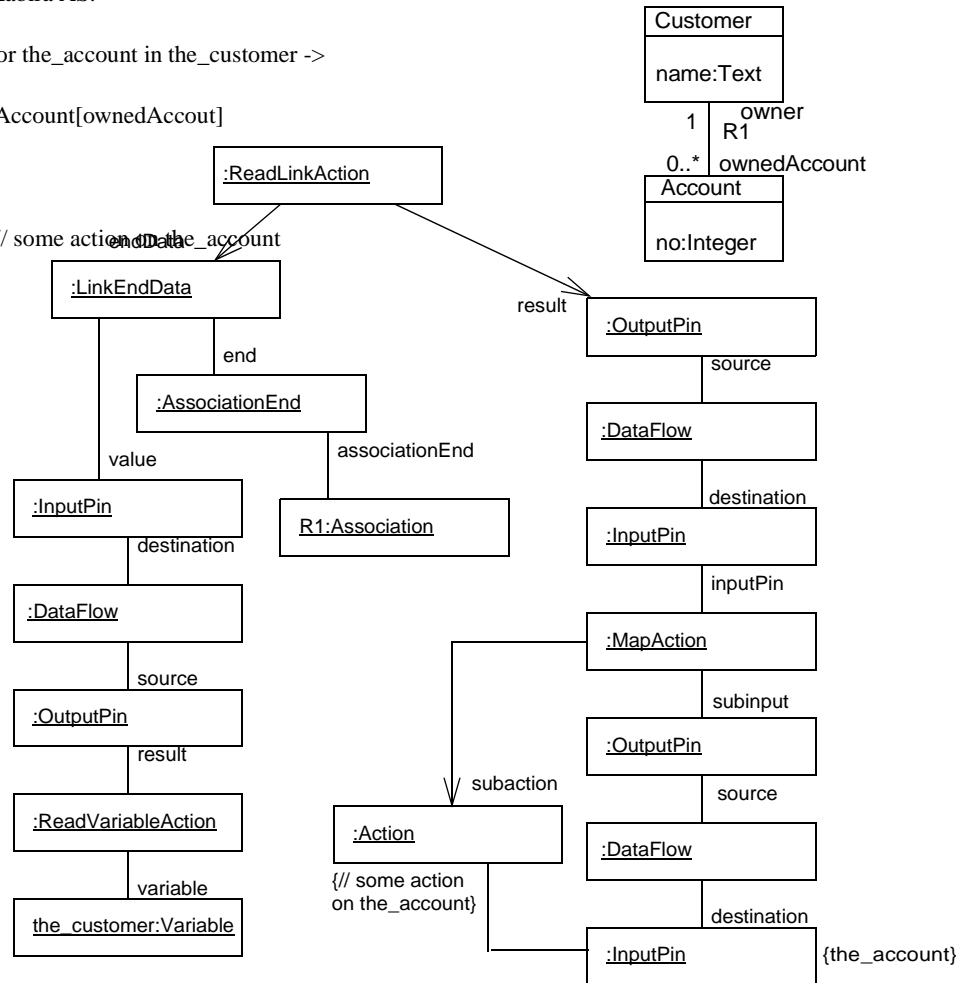 or the_account in the_customer ->
Account[ownedAccout]
// some action on the_account
Customer
name:Text
1
owner
R1
0..*
ownedAccount
Account
no:Integer
:ReadLinkAction
endData
:LinkEndData
result
:OutputPin
end
source
:AssociationEnd
:DataFlow
value
associationEnd
:InputPin
destination
R1:Association
destination
:InputPin
inputPin
:DataFlow
:MapAction
source
subinput
:OutputPin
:OutputPin
result
subaction
source
:ReadVariableAction
:Action
:DataFlow
variable
{// some action
on the_account}
destination
the_customer:Variable
:InputPin
{the_account}